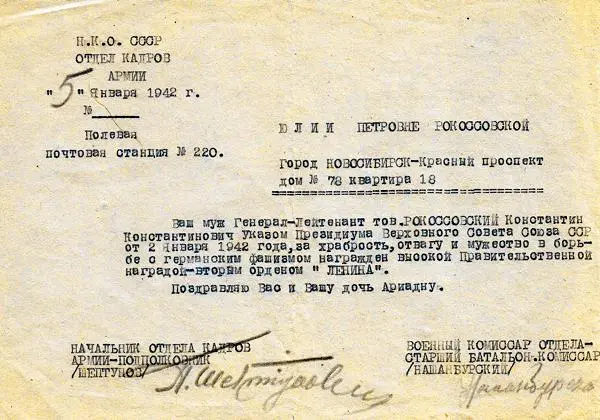 Н.К.О. СССР
ОТДЕЛ КАДРОВ
АРМИИ
"5" Января 1942 г.
№
Полевая
почтовая станция № 220.
ЮЛИИ ПЕТРОВНЕ РОКОССОВСКОЙ
Город НОВОСИБИРСК-Красный проспект
дом № 78 квартира 18
Ваш муж Генерал-Лейтенант тов.РОКОССОВСКИЙ Константин
Константинович Указом Президиума Верховного Совета Союза ССР
от 2 Января 1942 года,за храбрость,отвагу и мужество в борь-
бе с германским фашизмом награжден высокой Правительственной
наградой-вторым орденом " ЛЕНИНА".
Поздравляю Вас и Вашу дочь Ариадну.
НАЧАЛЬНИК ОТДЕЛА КАДРОВ
АРМИИ-ПОДПОЛКОВНИК
/ШЕПТУНОВ/
ВОЕННЫЙ КОМИССАР ОТДЕЛА-
СТАРШИЙ БАТАЛЬОН.КОМИССАР
/НАШАНБУРСКИЙ/